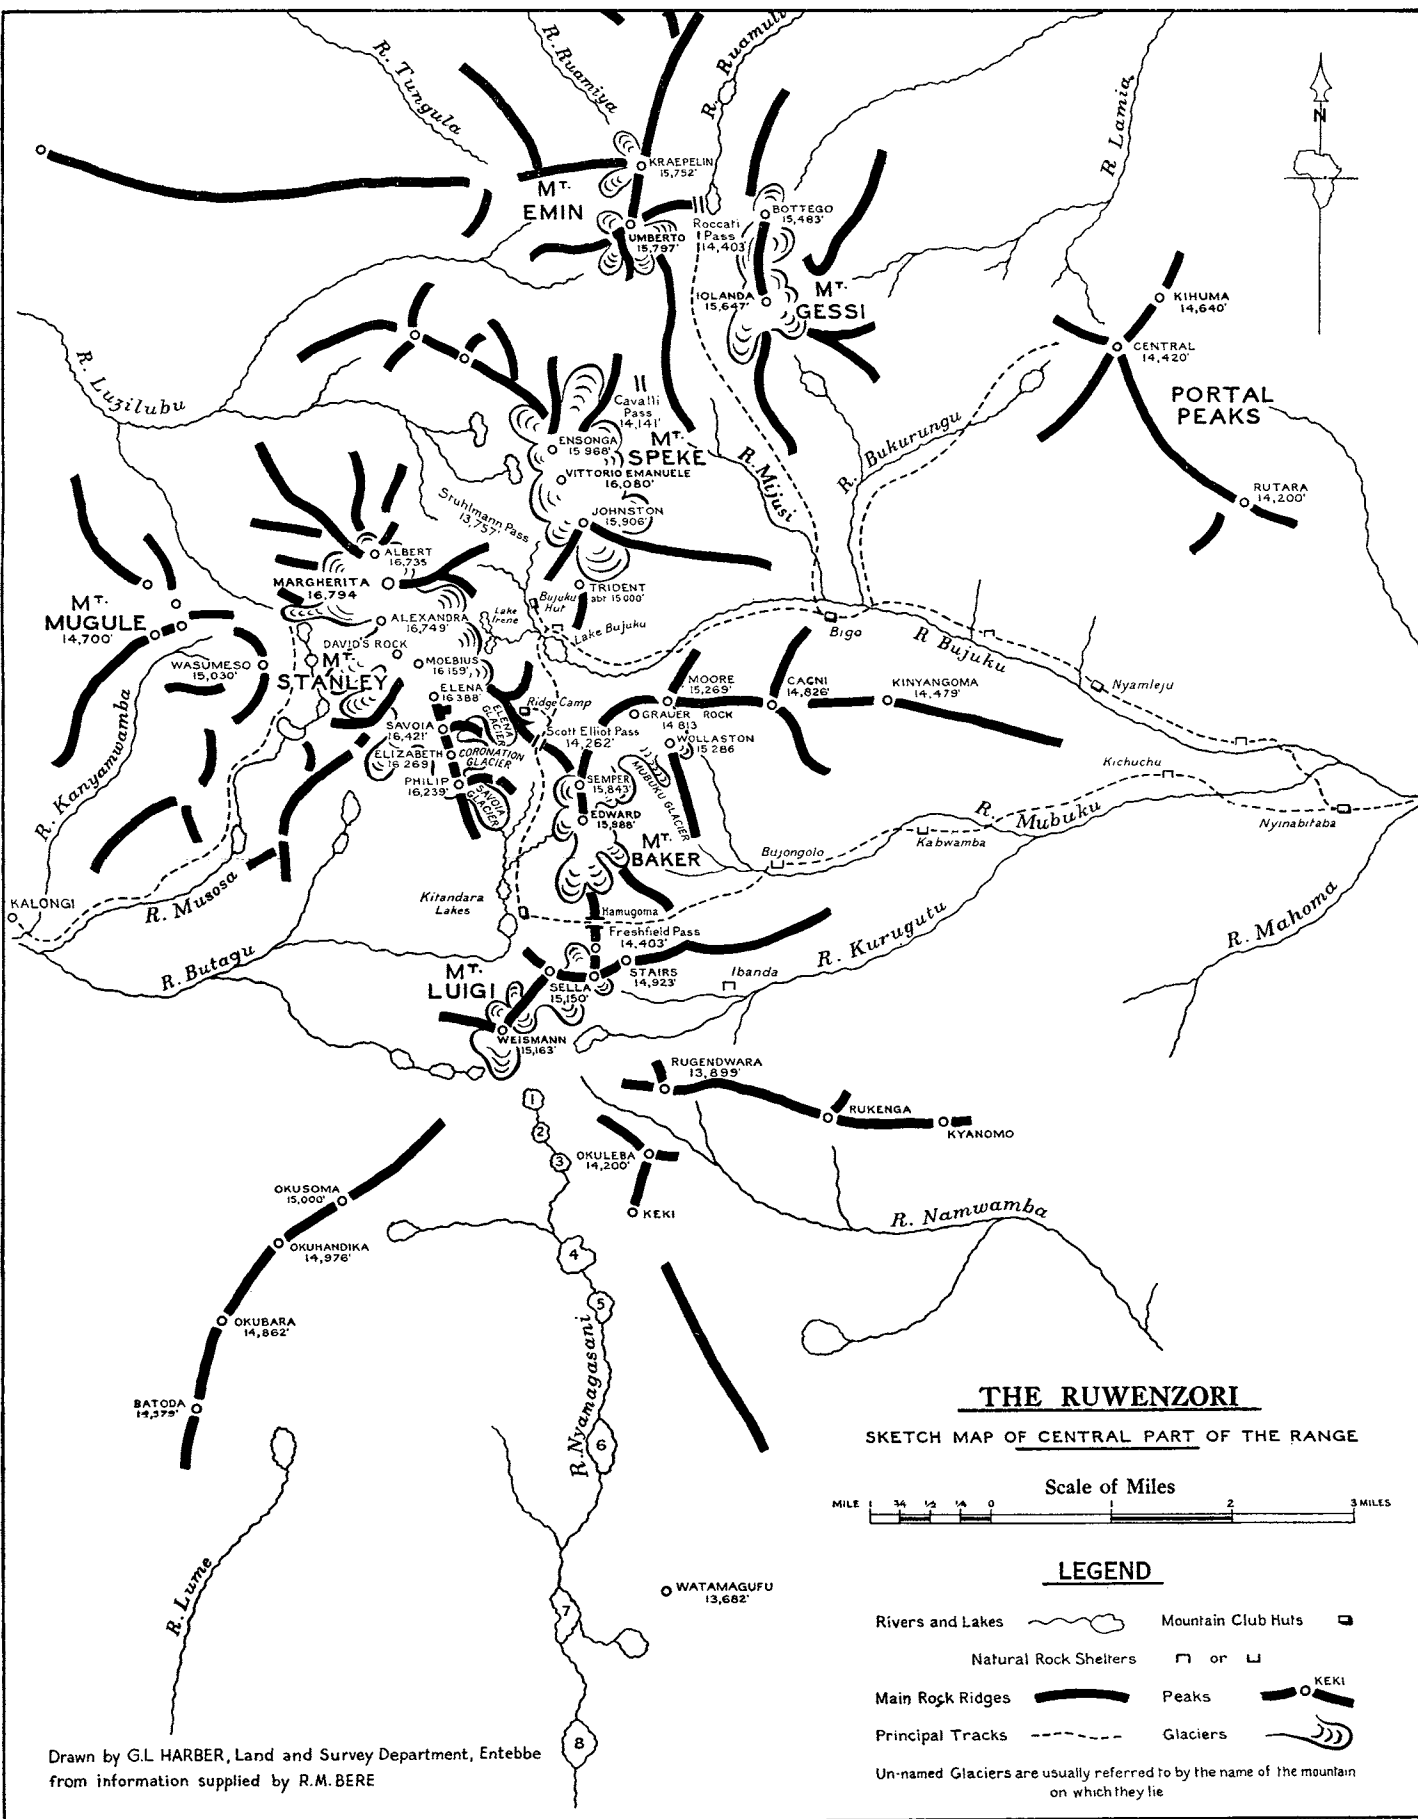 R. Tungula
R. Ruamiya
R. Ruamuli
R. Lamia
N
KRAEPELIN
15,752'
MT.
EMIN
UMBERTO
15,797'
Roccati
Pass
14,403'
BOTTEGO
15,483'
IOLANDA
15,647'
MT.
GESSI
KIHUMA
14,640'
CENTRAL
14,420'
PORTAL
PEAKS
RUTARA
14,200'
R. Luzilubu
Cavalli
Pass
14,141'
ENSONGA
15 968'
MT.
SPEKE
VITTORIO EMANUELE
16,080'
JOHNSTON
15,906'
R. Mijusi
R. Bukurungu
Sruhlmann Pass
13,757'
ALBERT
16,735
MARGHERITA
16,794
ALEXANDRA
16,749'
TRIDENT
abt 15 000'
Bujuku
Hut
Lake
Irene
Lake Bujuku
Bigo
R Bujuku
Nyamleju
MT.
MUGULE
14,700'
WASUMESO
15,030'
DAVID'S ROCK
MT.
STANLEY
MOEBIUS
16 159'
ELENA
16 388'
ELENA
GLACIER
Ridge Camp
SAVOIA
16,421'
ELIZABETH
16 269'
CORONATION
GLACIER
PHILIP
16,239'
SAVOIA
GLACIER
Scott Elliot Pass
14,262'
MOORE
15,269'
CAGNI
14,826'
KINYANGOMA
14,479'
GRAUER ROCK
14 813
WOLLASTON
15 286
MUBUKU GLACIER
SEMPER
15,843'
EDWARD
15,988'
MT.
BAKER
Kichuchu
R. Mubuku
Nyinabitaba
Kabwamba
Bujongolo
R. Kanyamwamba
KALONGI
R. Musosa
R. Butagu
Kitandara
Lakes
Hamugoma
Freshfield Pass
14,403'
R. Kurugutu
R. Mahoma
MT.
LUIGI
SELLA
15,150'
STAIRS
14,923'
Ibanda
WEISMANN
15,163'
RUGENDWARA
13,899'
RUKENGA
KYANOMO
1
2
3
OKULEBA
14,200'
KEKI
R. Namwamba
OKUSOMA
15,000'
OKUHANDIKA
14,976'
4
5
OKUBARA
14,862'
R. Nyamagasani
BATODA
6
R. Lume
7
WATAMAGUFU
13,682'
8
THE RUWENZORI
SKETCH MAP OF CENTRAL PART OF THE RANGE
Scale of Miles
MILE 1 3/4 1/2 1/4 0 1 2 3 MILES
LEGEND
Rivers and Lakes Mountain Club Huts
Natural Rock Shelters or
Main Rock Ridges Peaks KEKI
Principal Tracks Glaciers
Un-named Glaciers are usually referred to by the name of the mountain
on which they lie
Drawn by G.L HARBER, Land and Survey Department, Entebbe
from information supplied by R.M. BERE